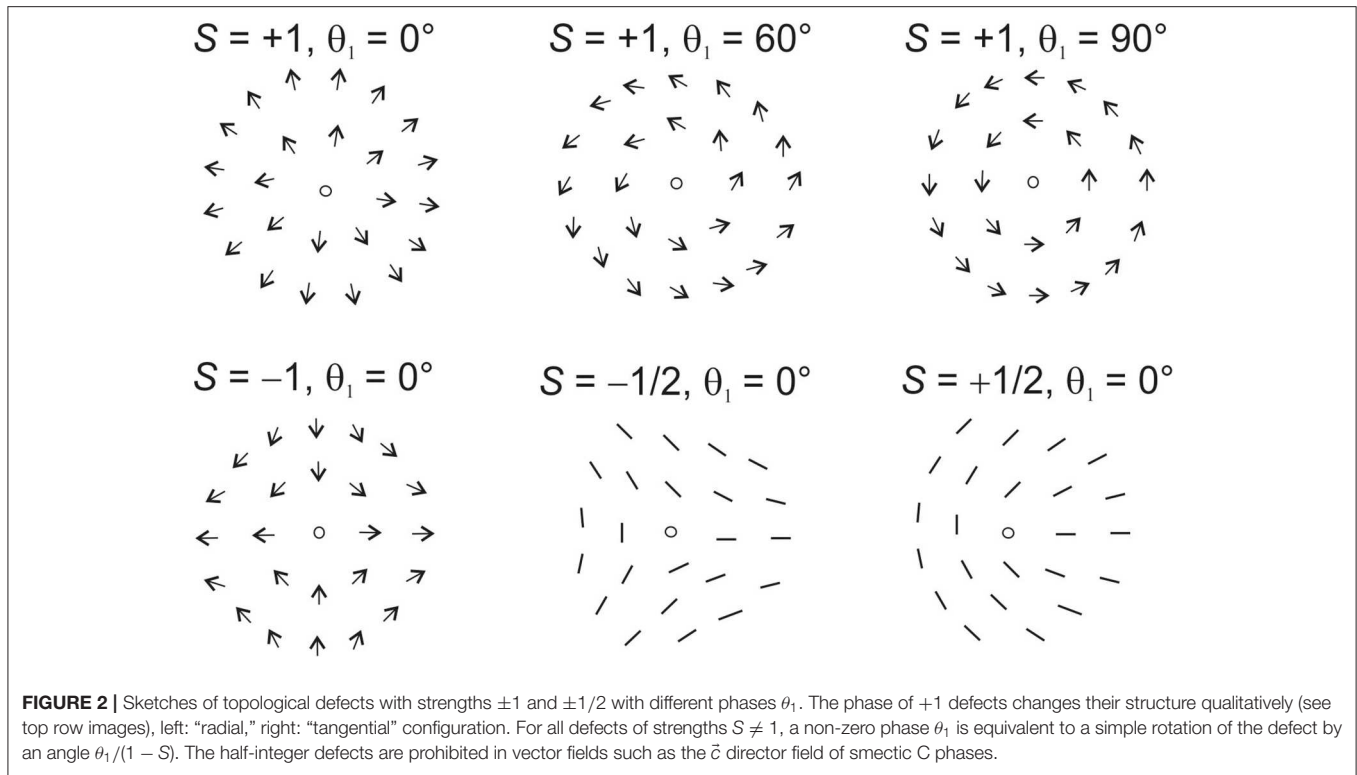 S = +1, θ₁ = 0°
S = +1, θ₁ = 60°
S = +1, θ₁ = 90°
S = −1, θ₁ = 0°
S = −1/2, θ₁ = 0°
S = +1/2, θ₁ = 0°
FIGURE 2 | Sketches of topological defects with strengths ±1 and ±1/2 with different phases θ₁. The phase of +1 defects changes their structure qualitatively (see
top row images), left: “radial,” right: “tangential” configuration. For all defects of strengths S ≠ 1, a non-zero phase θ₁ is equivalent to a simple rotation of the defect by
an angle θ₁/(1 − S). The half-integer defects are prohibited in vector fields such as the c⃗ director field of smectic C phases.